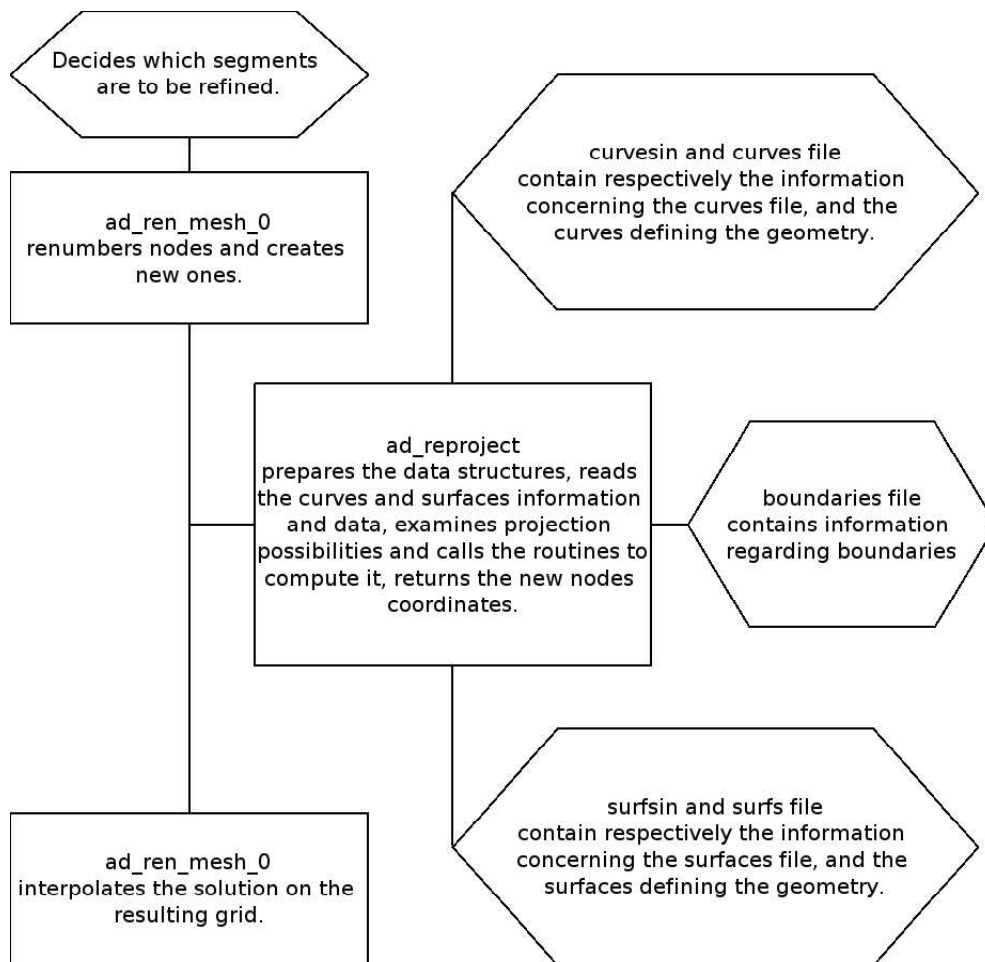 Decides which segments
are to be refined.
ad_ren_mesh_0
renumbers nodes and creates
new ones.
curvesin and curves file
contain respectively the information
concerning the curves file, and the
curves defining the geometry.
ad_reproject
prepares the data structures, reads
the curves and surfaces information
and data, examines projection
possibilities and calls the routines to
compute it, returns the new nodes
coordinates.
boundaries file
contains information
regarding boundaries
surfsin and surfs file
contain respectively the information
concerning the surfaces file, and the
surfaces defining the geometry.
ad_ren_mesh_0
interpolates the solution on the
resulting grid.